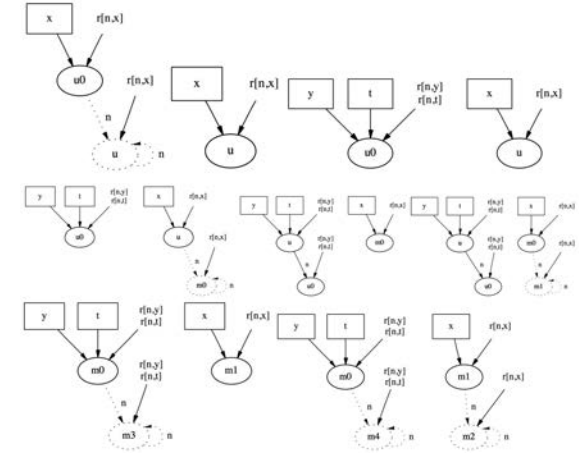 x r[n,x]
u0
r[n,x]
n
u n
x r[n,x]
u
y t r[n,y]
r[n,t]
u0
x r[n,x]
u
y t r[n,y]
r[n,t]
u0
x r[n,x]
u
r[n,x]
n
m0 n
y t r[n,y]
r[n,t]
u
r[n,y]
r[n,t]
n
u0
x r[n,x]
m0
y t r[n,y]
r[n,t]
u
r[n,y]
r[n,t]
n
u0
x r[n,x]
m0
r[n,x]
n
m1 n
y t r[n,y]
r[n,t]
m0
r[n,y]
r[n,t]
n
m3 n
x r[n,x]
m1
y t r[n,y]
r[n,t]
m0
r[n,y]
r[n,t]
n
m4 n
x r[n,x]
m1
r[n,x]
n
m2 n